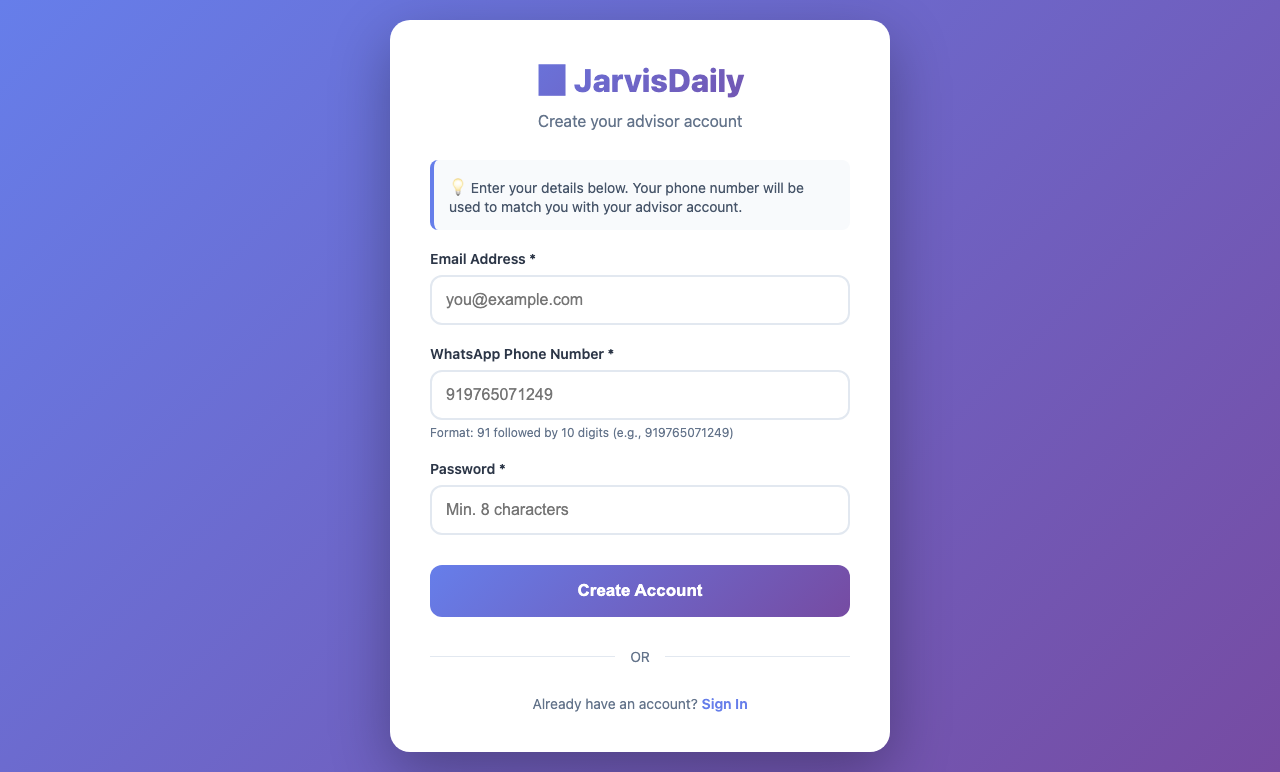 JarvisDaily
Create your advisor account
💡 Enter your details below. Your phone number will be
used to match you with your advisor account.
Email Address *
you@example.com
WhatsApp Phone Number *
919765071249
Format: 91 followed by 10 digits (e.g., 919765071249)
Password *
Min. 8 characters
Create Account
OR
Already have an account? Sign In